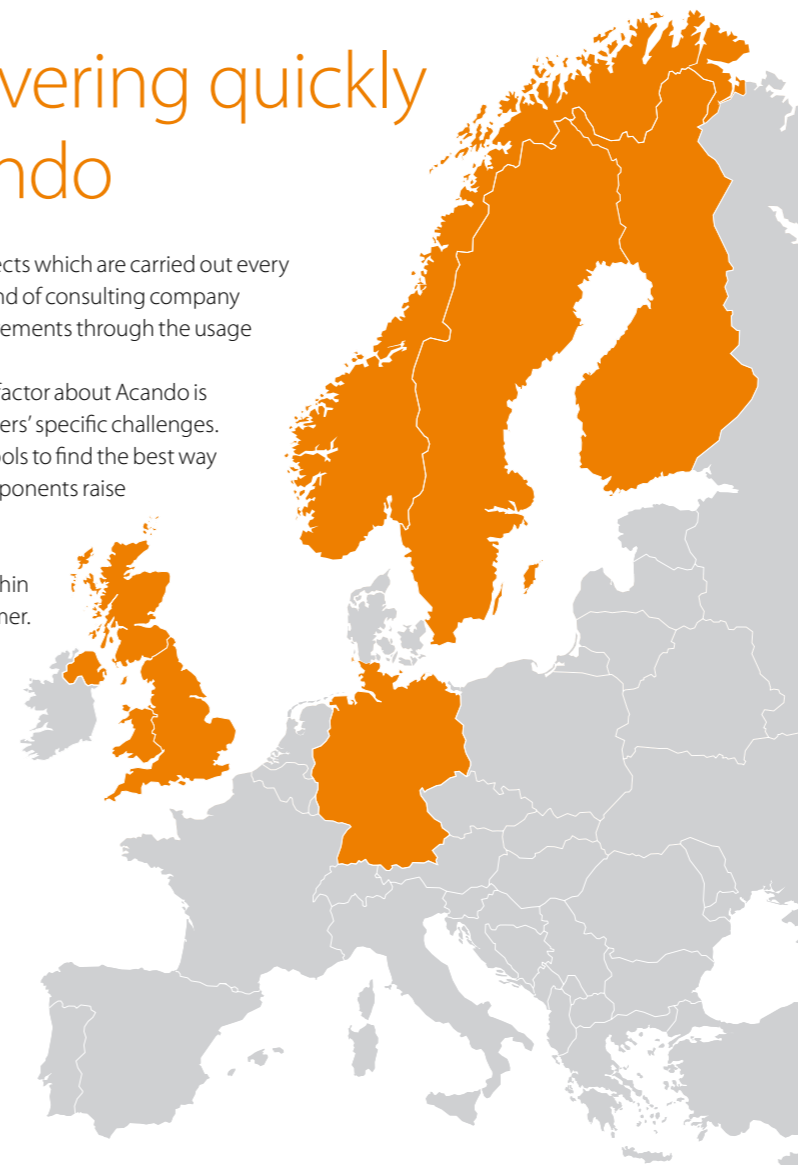 vering quickly
ndo
ects which are carried out every
nd of consulting company
ements through the usage
factor about Acando is
ers’ specific challenges.
ols to find the best way
ponents raise
hin
ner.